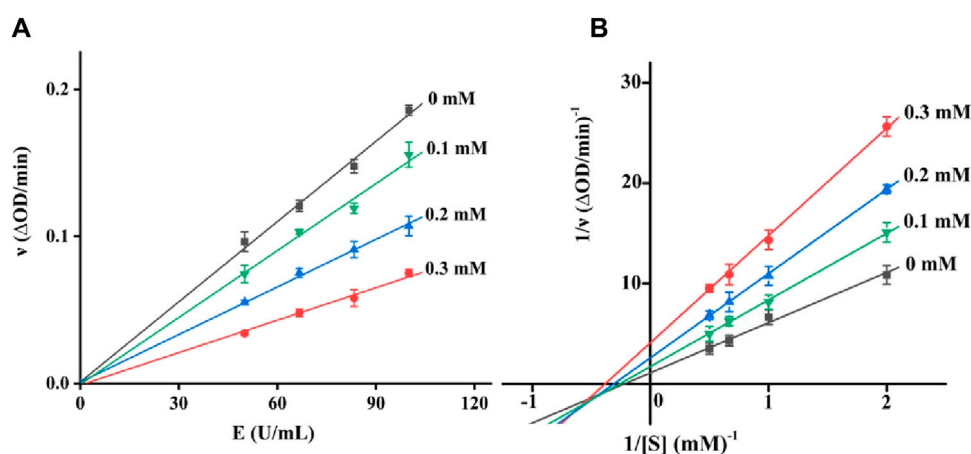 A
0.2
0.1
0.0
0
30
60
90
120
v (ΔOD/min)
E (U/mL)
0 mM
0.1 mM
0.2 mM
0.3 mM
B
30
20
10
-1
0
1
2
1/v (ΔOD/min)⁻¹
1/[S] (mM)⁻¹
0.3 mM
0.2 mM
0.1 mM
0 mM